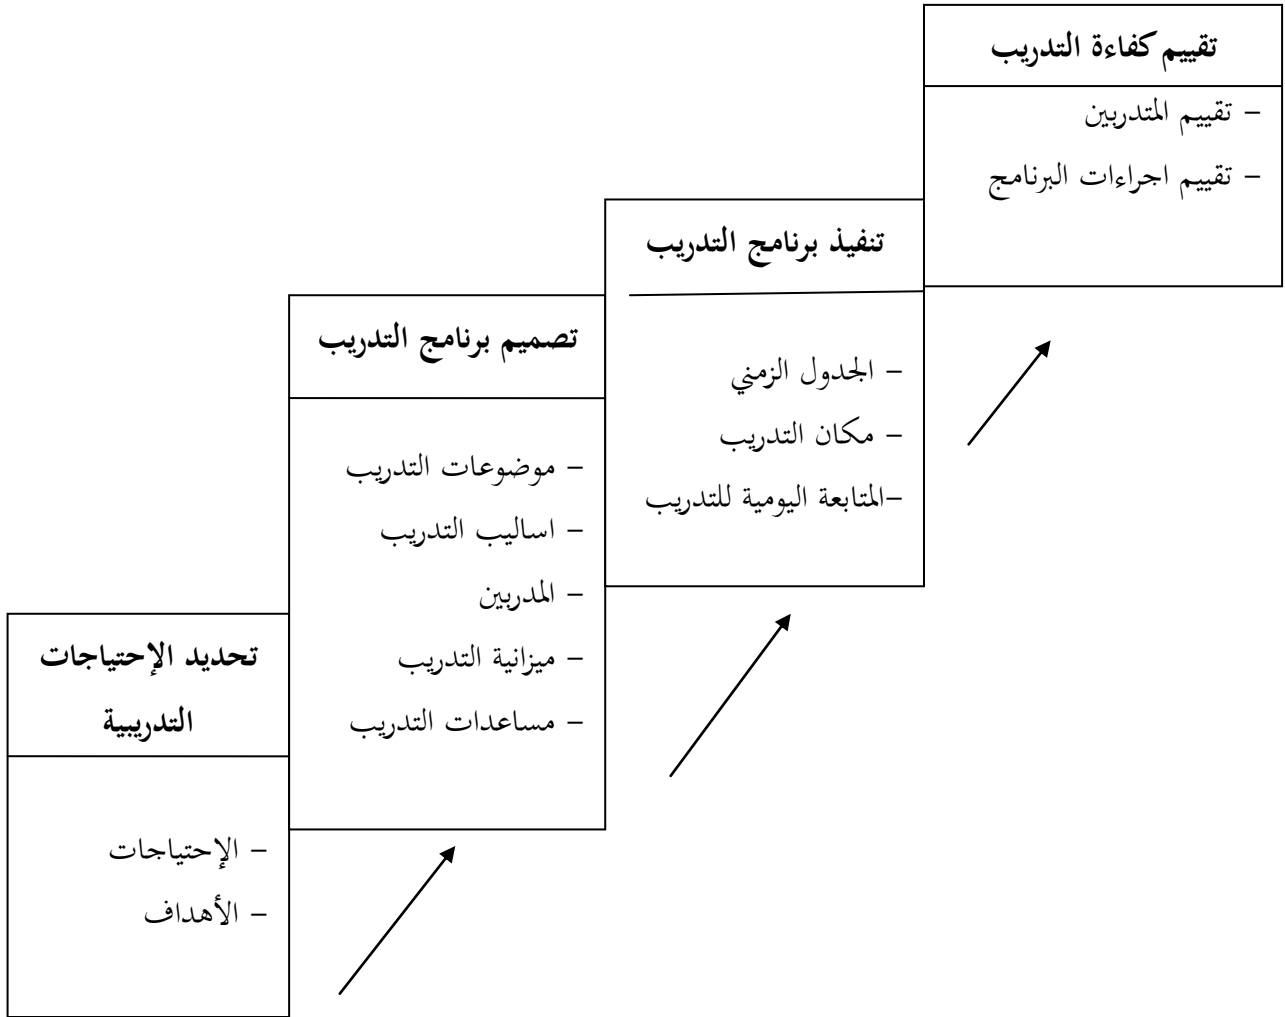 تقييم كفاءة التدريب
– تقييم المتدربين
– تقييم اجراءات البرنامج
تنفيذ برنامج التدريب
– الجدول الزمني
– مكان التدريب
–المتابعة اليومية للتدريب
تصميم برنامج التدريب
– موضوعات التدريب
– اساليب التدريب
– المدربين
– ميزانية التدريب
– مساعدات التدريب
تحديد الإحتياجات
التدريبية
– الإحتياجات
– الأهداف